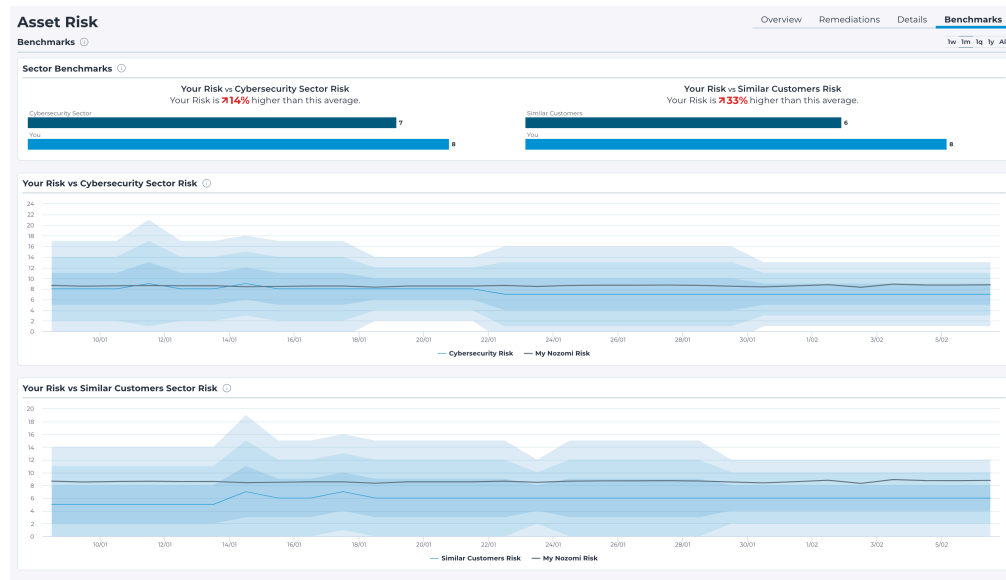 Asset Risk
Overview Remediations Details Benchmarks
Benchmarks
1w 1m 1q 1y Al
Sector Benchmarks
Your Risk vs Cybersecurity Sector Risk
Your Risk is 14% higher than this average.
Cybersecurity Sector
7
You
8
Your Risk vs Similar Customers Risk
Your Risk is 33% higher than this average.
Similar Customers
6
You
8
Your Risk vs Cybersecurity Sector Risk
24
22
20
18
16
14
12
10
8
6
4
2
0
10/01 12/01 14/01 16/01 18/01 20/01 22/01 24/01 26/01 28/01 30/01 1/02 3/02 5/02
Cybersecurity Risk My Nozomi Risk
Your Risk vs Similar Customers Sector Risk
20
18
16
14
12
10
8
6
4
2
0
10/01 12/01 14/01 16/01 18/01 20/01 22/01 24/01 26/01 28/01 30/01 1/02 3/02 5/02
Similar Customers Risk My Nozomi Risk